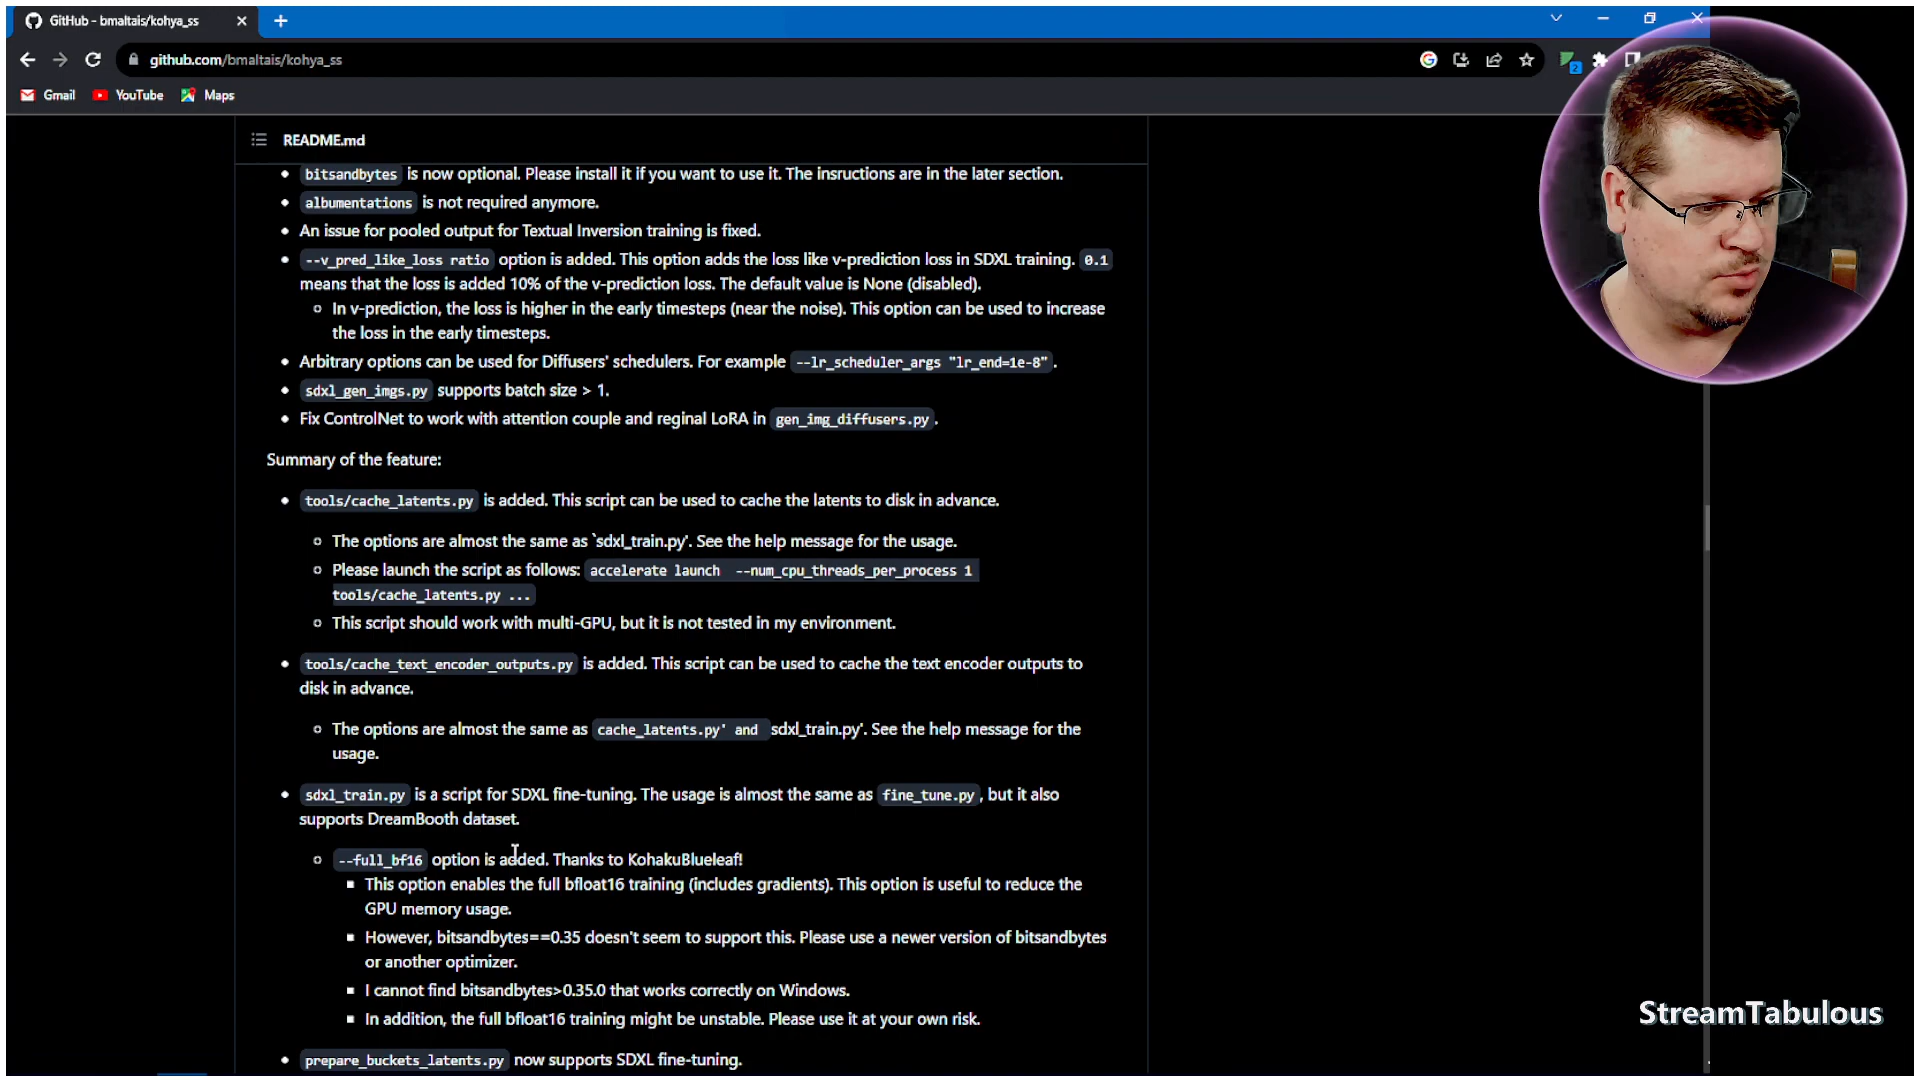 GitHub - bmaltais/kohya_ss
github.com/bmaltais/kohya_ss
2
Gmail YouTube Maps
README.md
bitsandbytes is now optional. Please install it if you want to use it. The insructions are in the later section.
albumentations is not required anymore.
An issue for pooled output for Textual Inversion training is fixed.
--v_pred_like_loss ratio option is added. This option adds the loss like v-prediction loss in SDXL training. 0.1
means that the loss is added 10% of the v-prediction loss. The default value is None (disabled).
In v-prediction, the loss is higher in the early timesteps (near the noise). This option can be used to increase
the loss in the early timesteps.
Arbitrary options can be used for Diffusers' schedulers. For example --lr_scheduler_args "lr_end=1e-8".
sdxl_gen_imgs.py supports batch size > 1.
Fix ControlNet to work with attention couple and reginal LoRA in gen_img_diffusers.py.
Summary of the feature:
tools/cache_latents.py is added. This script can be used to cache the latents to disk in advance.
The options are almost the same as `sdxl_train.py'. See the help message for the usage.
Please launch the script as follows: accelerate launch --num_cpu_threads_per_process 1
tools/cache_latents.py ...
This script should work with multi-GPU, but it is not tested in my environment.
tools/cache_text_encoder_outputs.py is added. This script can be used to cache the text encoder outputs to
disk in advance.
The options are almost the same as cache_latents.py' and sdxl_train.py'. See the help message for the
usage.
sdxl_train.py is a script for SDXL fine-tuning. The usage is almost the same as fine_tune.py, but it also
supports DreamBooth dataset.
--full_bf16 option is added. Thanks to KohakuBlueleaf!
This option enables the full bfloat16 training (includes gradients). This option is useful to reduce the
GPU memory usage.
However, bitsandbytes==0.35 doesn't seem to support this. Please use a newer version of bitsandbytes
or another optimizer.
I cannot find bitsandbytes>0.35.0 that works correctly on Windows.
In addition, the full bfloat16 training might be unstable. Please use it at your own risk.
prepare_buckets_latents.py now supports SDXL fine-tuning.
StreamTabulous